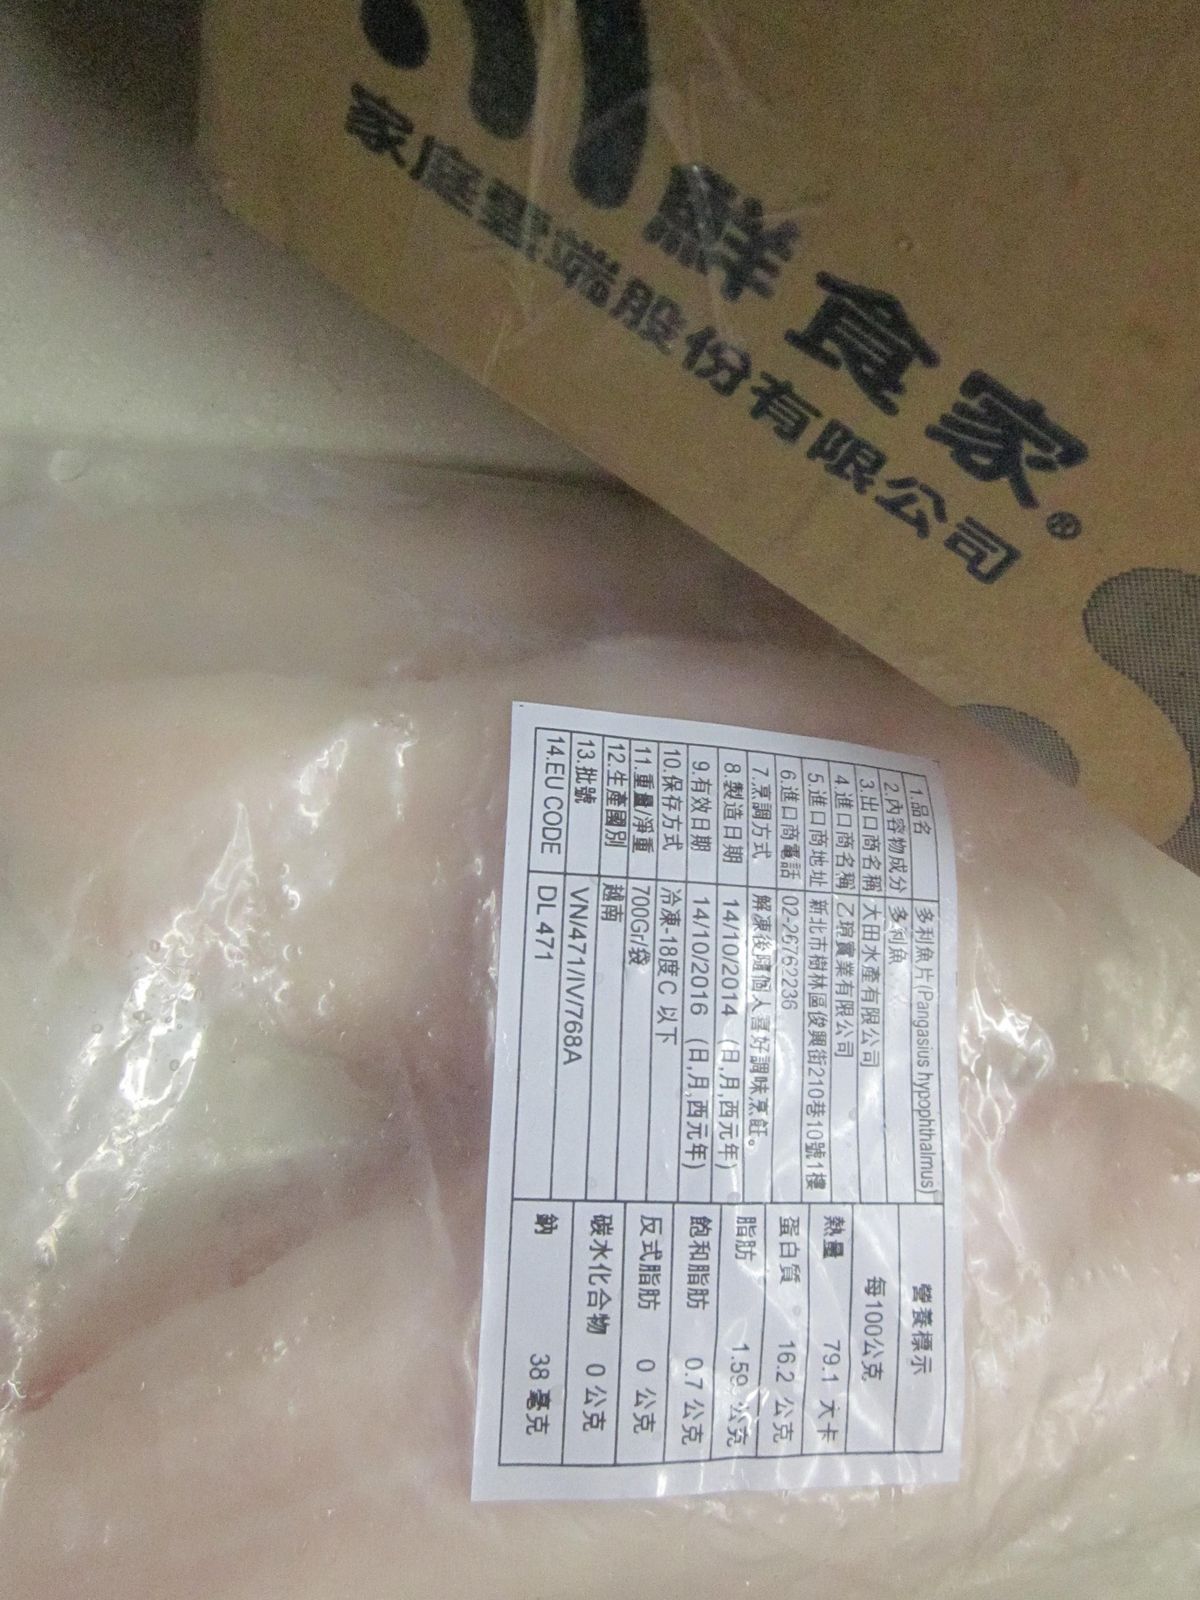 鮮食家®
家庭雲端股份有限公司
1.品名 多利魚片(Pangasius hypophthalmus)
2.內容物成分 多利魚
3.出口商名稱 大田水產有限公司
4.進口商名稱 乙瑣實業有限公司
5.進口商地址 新北市樹林區俊興街210巷10號1樓
6.進口商電話 02-26762236
7.烹調方式 解凍後隨個人喜好調味烹飪。
8.製造日期 14/10/2014 (日,月,西元年)
9.有效日期 14/10/2016 (日,月,西元年)
10.保存方式 冷凍-18度C 以下
11.重量/淨重 700Gr/袋
12.生產國別 越南
13.批號 VN/471/IV/768A
14.EU CODE DL 471
營養標示
每100公克
熱量 79.1 大卡
蛋白質 16.2 公克
脂肪 1.59 公克
飽和脂肪 0.7 公克
反式脂肪 0 公克
碳水化合物 0 公克
鈉 38 毫克